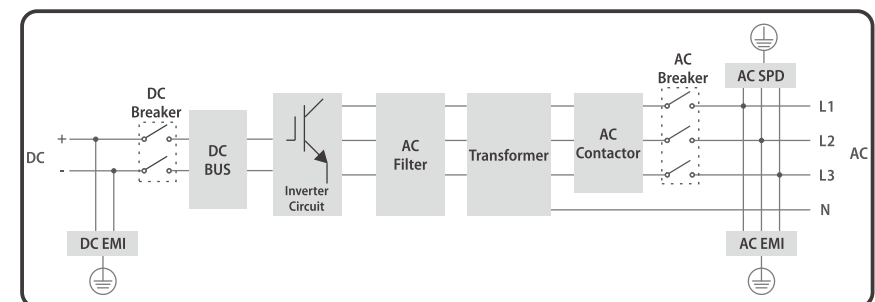 DC
+
-
DC
Breaker
DC
BUS
Inverter
Circuit
AC
Filter
Transformer
AC
Contactor
AC
Breaker
AC SPD
L1
L2
L3
N
AC
DC EMI
AC EMI